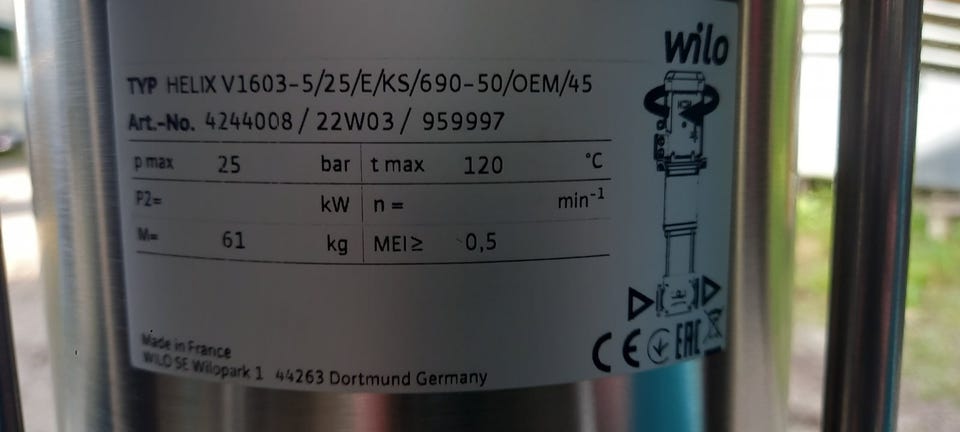 wilo
TYP HELIX V1603-5/25/E/KS/690-50/OEM/45
Art.-No. 4244008 / 22W03 / 959997
p max 25 bar t max 120 °C
P2= kW n = min⁻¹
M= 61 kg MEI≥ 0,5
Made in France
WILO SE Wilopark 1 44263 Dortmund Germany
CE EAC